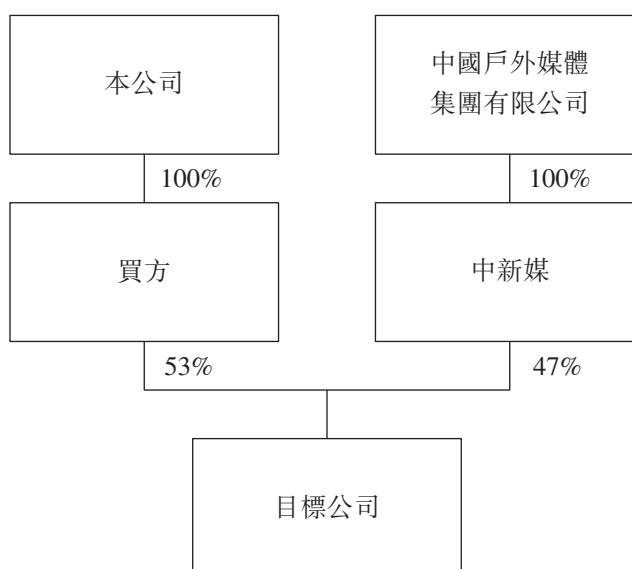 本公司
中國戶外媒體
集團有限公司
100%
100%
買方
中新媒
53%
47%
目標公司